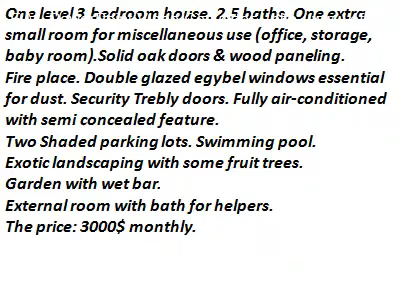 One level 3 bedroom house. 2.5 baths. One extra
small room for miscellaneous use (office, storage,
baby room).Solid oak doors & wood paneling.
Fire place. Double glazed egybel windows essential
for dust. Security Trebly doors. Fully air-conditioned
with semi concealed feature.
Two Shaded parking lots. Swimming pool.
Exotic landscaping with some fruit trees.
Garden with wet bar.
External room with bath for helpers.
The price: 3000$ monthly.